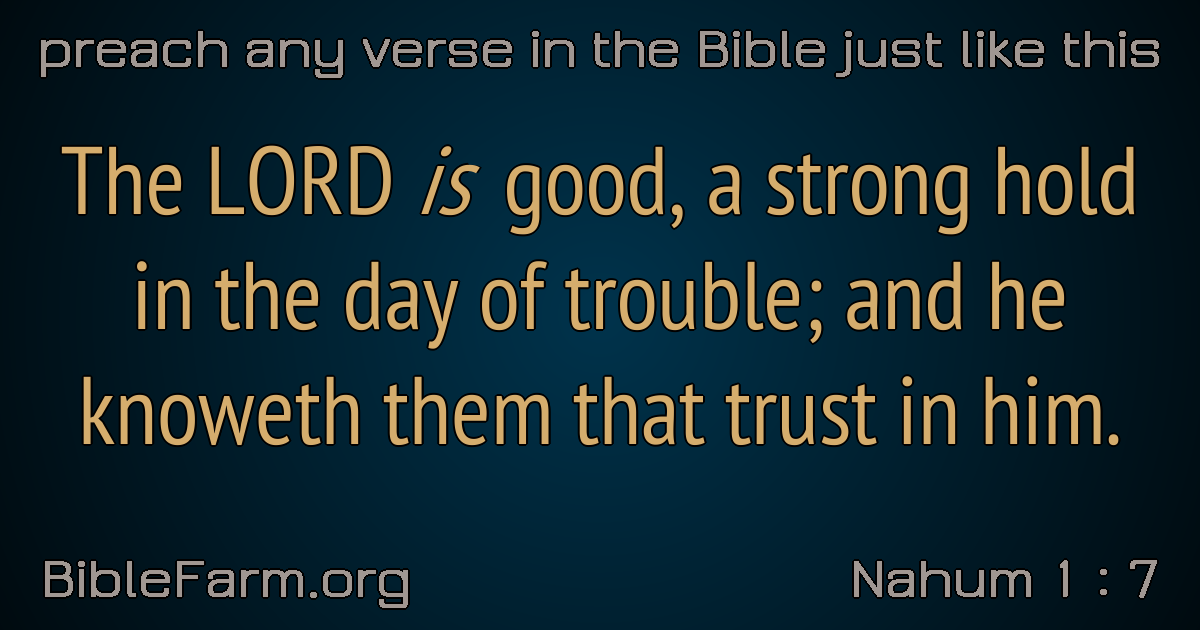 preach any verse in the Bible just like this
The LORD is good, a strong hold
in the day of trouble; and he
knoweth them that trust in him.
BibleFarm.org
Nahum 1 : 7